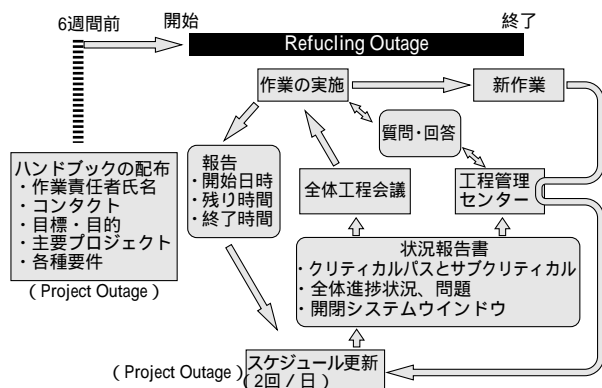 6週間前
開始
終了
Refucling Outage
作業の実施
新作業
質問・回答
ハンドブックの配布
・作業責任者氏名
・コンタクト
・目標・目的
・主要プロジェクト
・各種要件
( Project Outage )
報告
・開始日時
・残り時間
・終了時間
全体工程会議
工程管理
センター
状況報告書
・クリティカルパスとサブクリティカル
・全体進捗状況、問題
・開閉システムウインドウ
( Project Outage )
スケジュール更新
(2回 / 日)